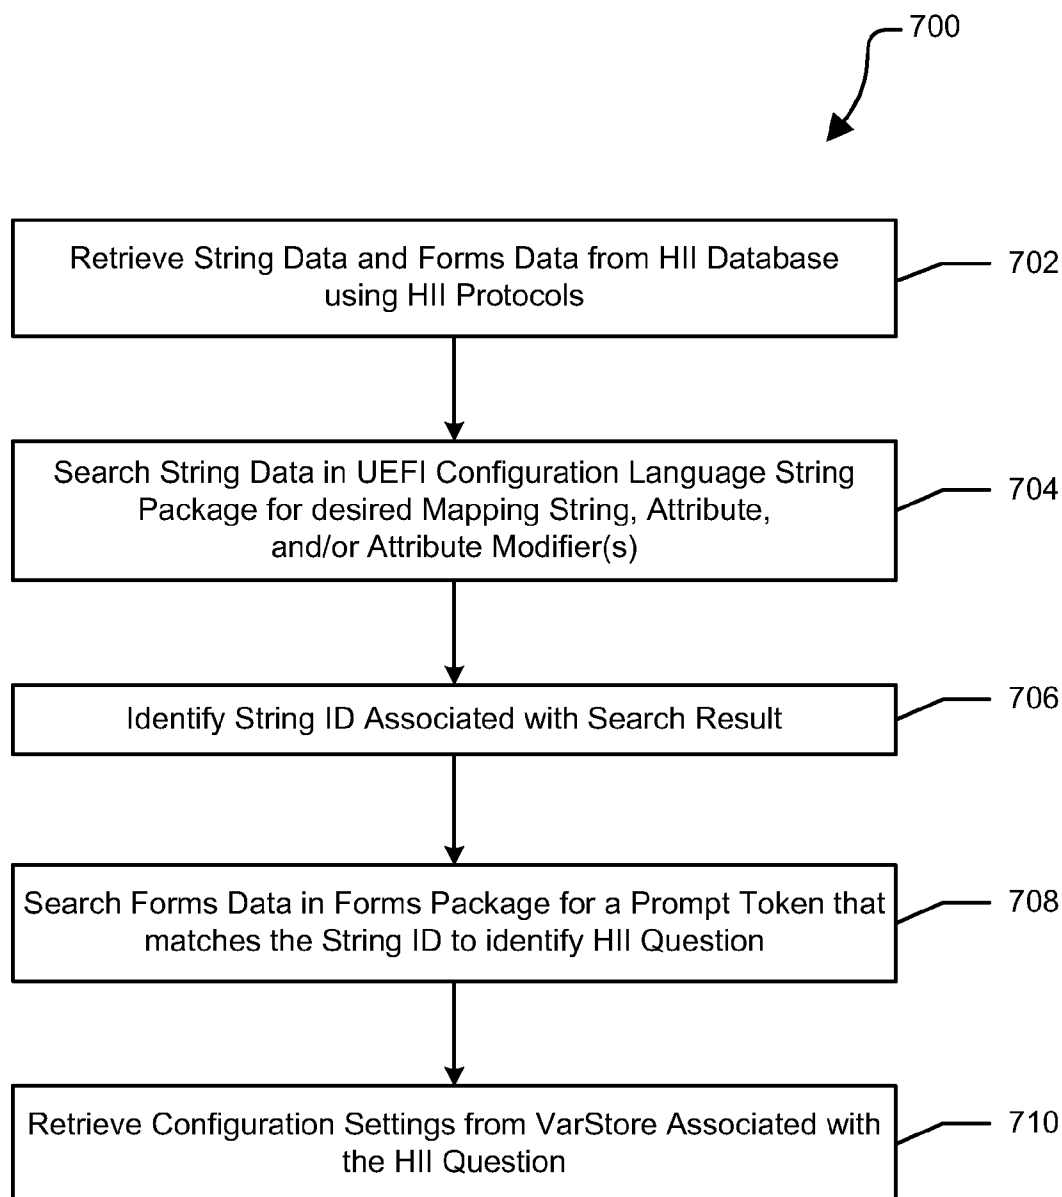 700
Retrieve String Data and Forms Data from HII Database
using HII Protocols
702
Search String Data in UEFI Configuration Language String
Package for desired Mapping String, Attribute,
and/or Attribute Modifier(s)
704
Identify String ID Associated with Search Result
706
Search Forms Data in Forms Package for a Prompt Token that
matches the String ID to identify HII Question
708
Retrieve Configuration Settings from VarStore Associated with
the HII Question
710